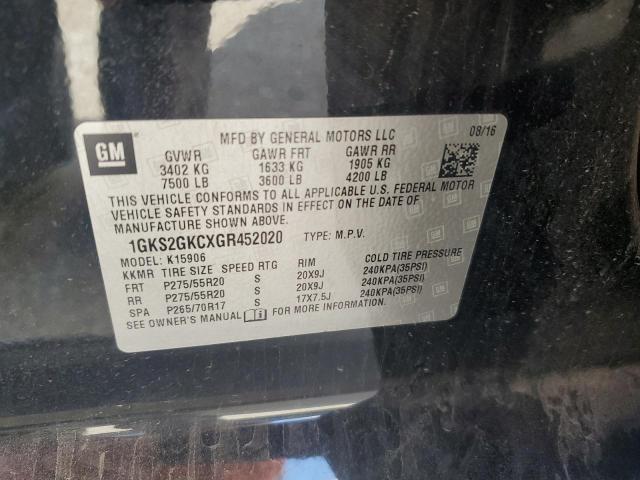 GM
MFD BY GENERAL MOTORS LLC 08/16
GVWR GAWR FRT GAWR RR
3402 KG 1633 KG 1905 KG
7500 LB 3600 LB 4200 LB
THIS VEHICLE CONFORMS TO ALL APPLICABLE U.S. FEDERAL MOTOR
VEHICLE SAFETY STANDARDS IN EFFECT ON THE DATE OF
MANUFACTURE SHOWN ABOVE.
1GKS2GKCXGR452020 TYPE: M.P.V.
MODEL: K15906
KKMR TIRE SIZE SPEED RTG RIM COLD TIRE PRESSURE
FRT P275/55R20 S 20X9J 240KPA(35PSI)
RR P275/55R20 S 20X9J 240KPA(35PSI)
SPA P265/70R17 S 17X7.5J 240KPA(35PSI)
SEE OWNER'S MANUAL i FOR MORE INFORMATION.